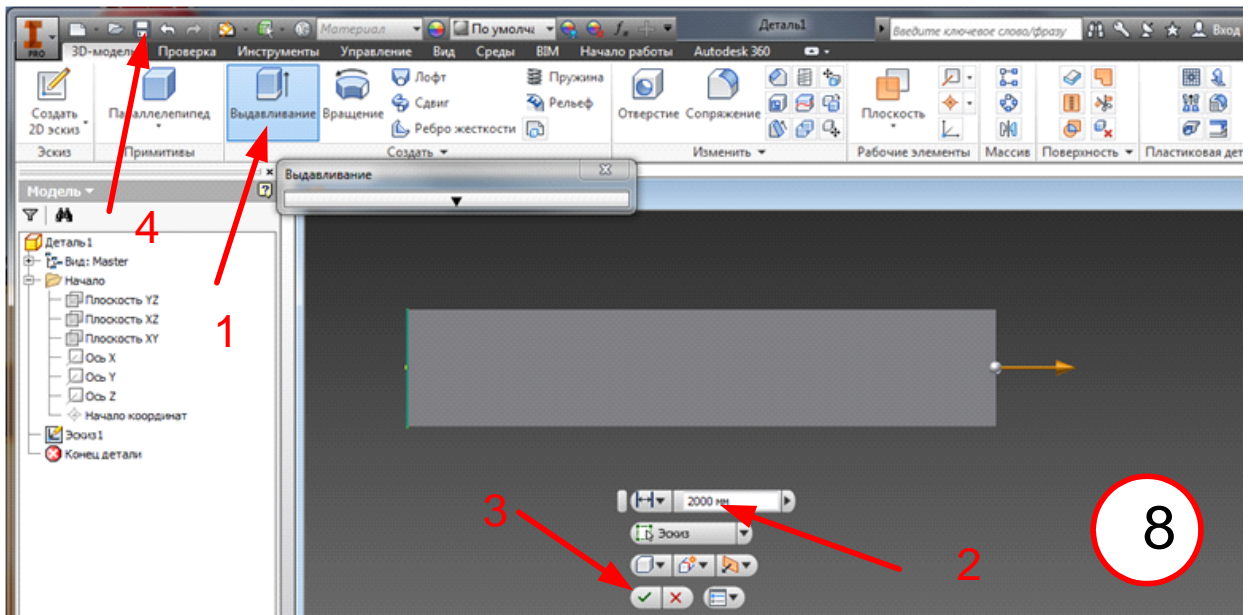 Материал По умолчи fx Деталь1 Введите ключевое слово/фразу Вход
PRO 3D-модель Проверка Инструменты Управление Вид Среды BIM Начало работы Autodesk 360
Создать 2D эскиз
Параллелепипед
Выдавливание
Вращение
Лофт
Сдвиг
Ребро жесткости
Пружина
Рельеф
Отверстие
Сопряжение
Плоскость
Эскиз Примитивы Создать Изменить Рабочие элементы Массив Поверхность Пластиковая дет
Выдавливание
Модель
4
1
Деталь1
Вид: Master
Начало
Плоскость YZ
Плоскость XZ
Плоскость XY
Ось X
Ось Y
Ось Z
Начало координат
Эскиз1
Конец детали
3
2000 мм
Эскиз
2
8